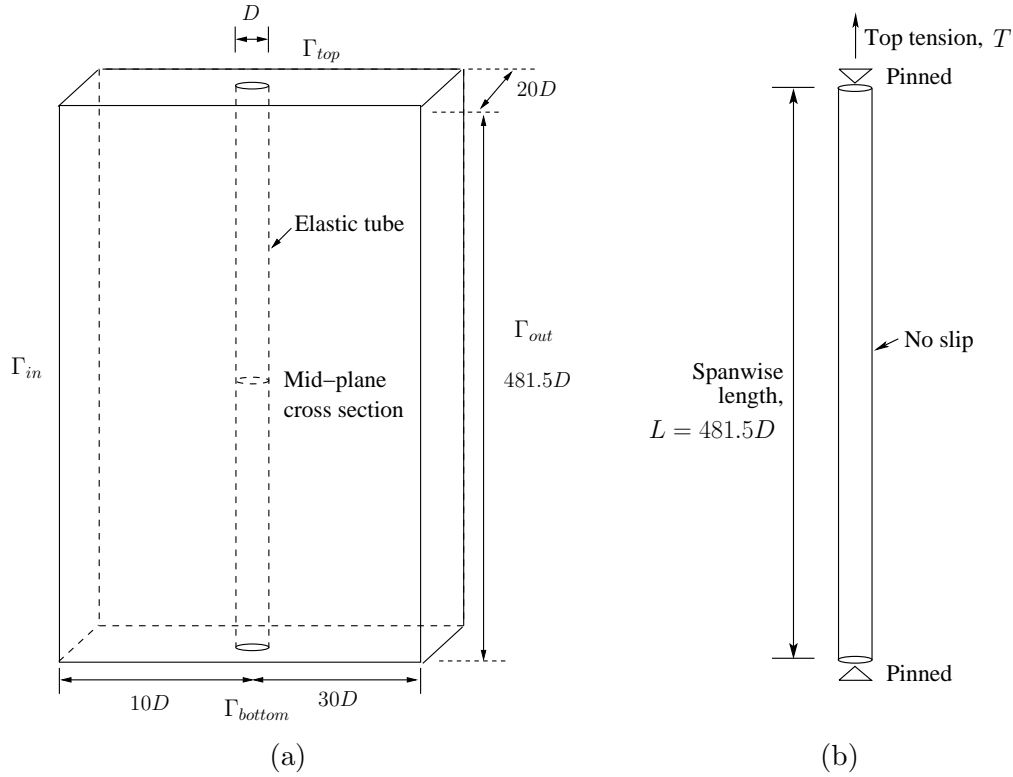 D
Γtop
20D
Elastic tube
Γin
Γout
481.5D
Mid−plane
cross section
10D
30D
Γbottom
(a)
Top tension, T
Pinned
No slip
Spanwise
length,
L = 481.5D
Pinned
(b)